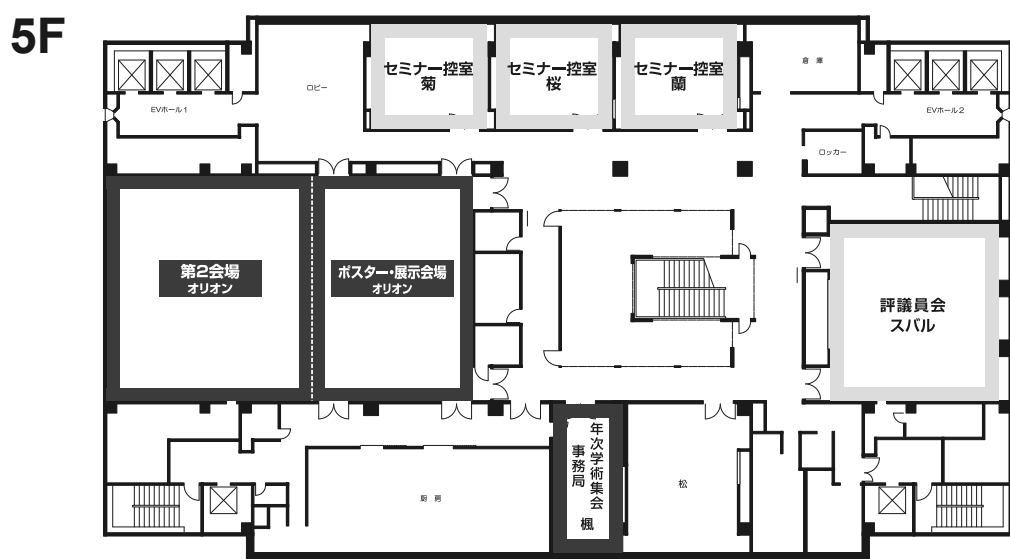 5F
セミナー控室
菊
セミナー控室
桜
セミナー控室
蘭
倉 庫
ロビー
EVホール1
EVホール2
ロッカー
第2会場
オリオン
ポスター・展示会場
オリオン
評議員会
スバル
年次学術集会
事務局 楓
厨 房
松